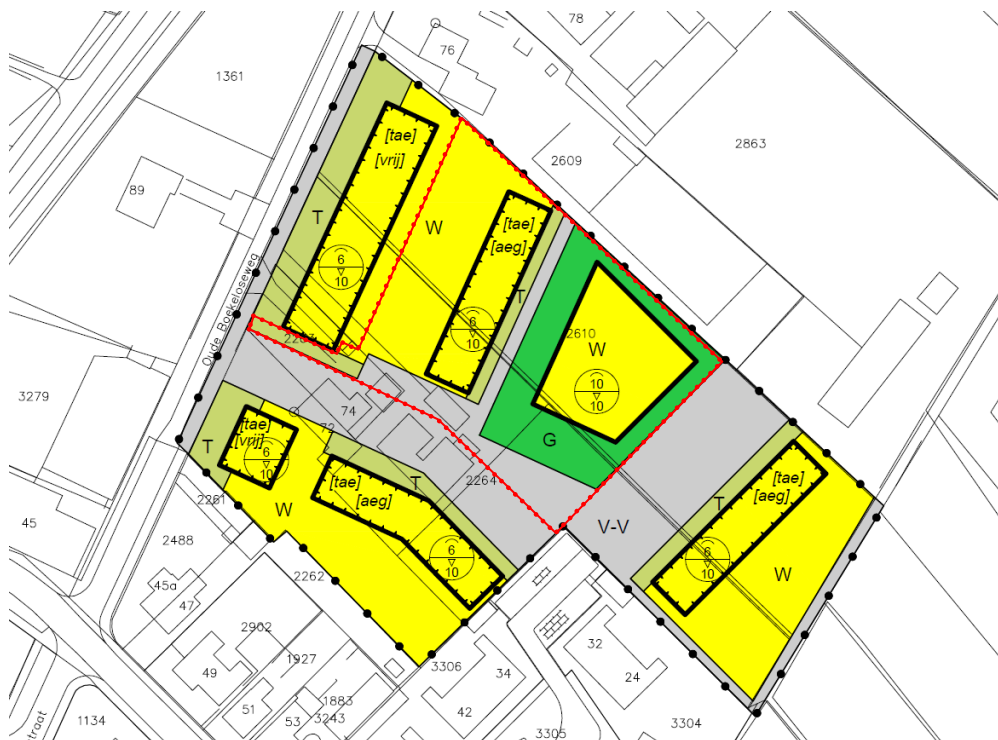 78
76
1361
2863
2609
[tae]
[vrij]
89
T
W
[tae]
[aeg]
6
10
T
2610
Oude Boekeloseweg
W
6
10
10
10
3279
74
G
[tae]
[vrij]
72
6
10
T
2264
T
[tae]
[aeg]
T
[tae]
[aeg]
2261
W
V-V
45
2488
6
10
6
10
W
2262
45a
47
2902
32
1927
3306
34
24
49
1883
51
53
3243
42
1134
3305
3304
straat